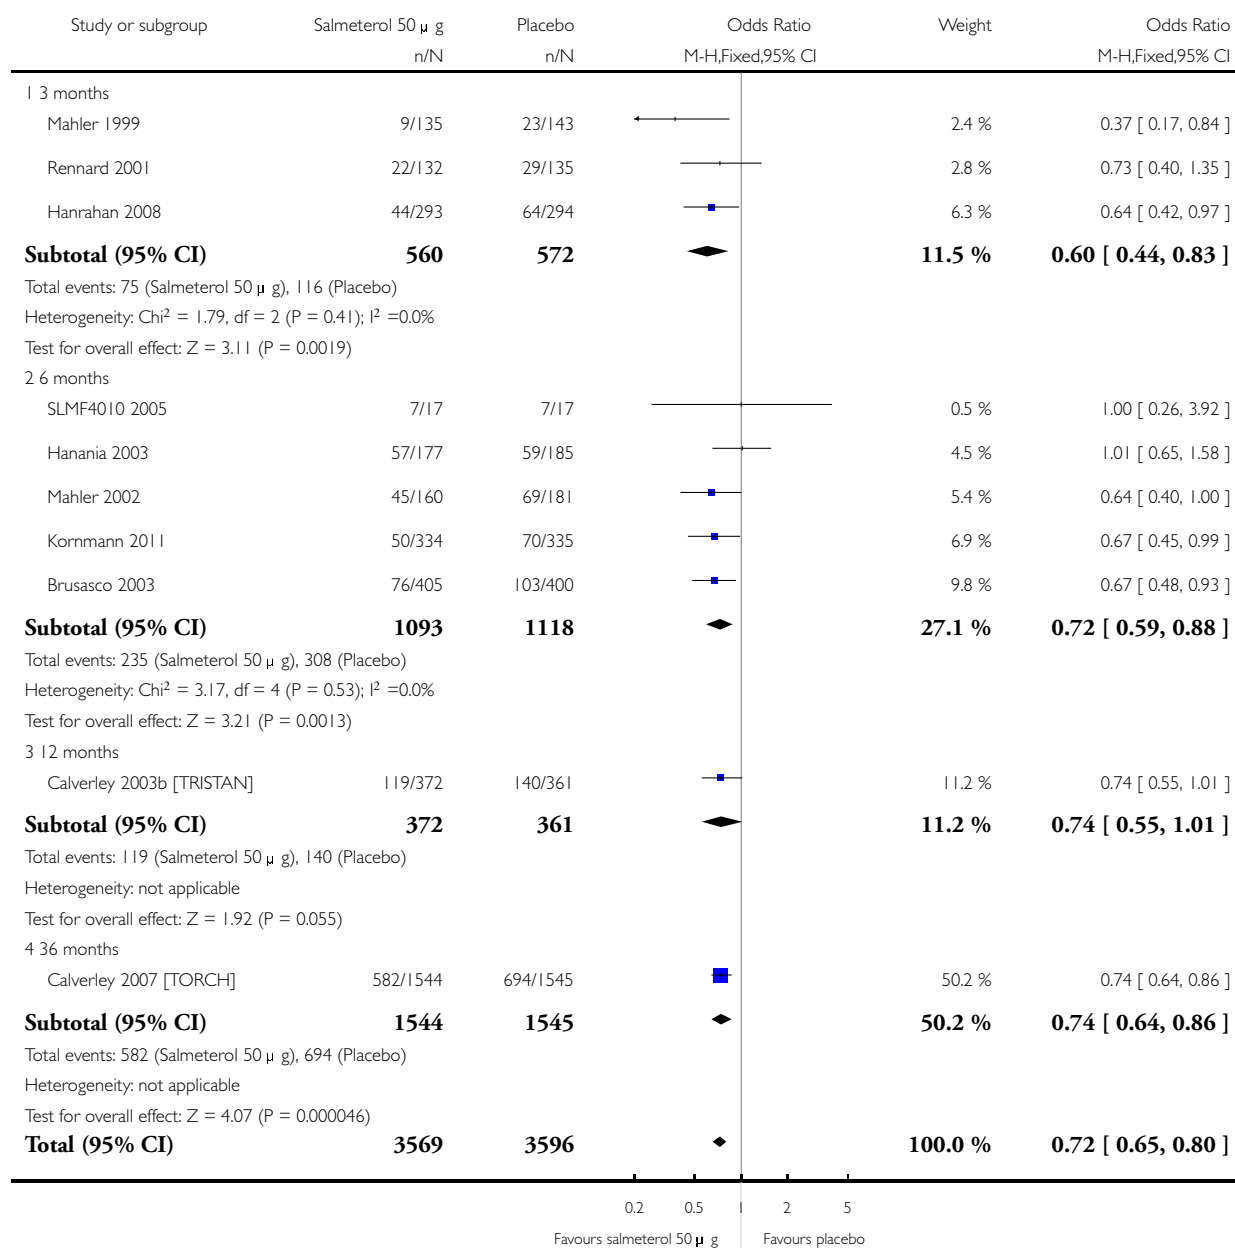 Study or subgroup Salmeterol 50 μ g Placebo Odds Ratio Weight Odds Ratio
n/N n/N M-H,Fixed,95% CI M-H,Fixed,95% CI
1 3 months
Mahler 1999 9/135 23/143 2.4 % 0.37 [ 0.17, 0.84 ]
Rennard 2001 22/132 29/135 2.8 % 0.73 [ 0.40, 1.35 ]
Hanrahan 2008 44/293 64/294 6.3 % 0.64 [ 0.42, 0.97 ]
Subtotal (95% CI) 560 572 11.5 % 0.60 [ 0.44, 0.83 ]
Total events: 75 (Salmeterol 50 μ g), 116 (Placebo)
Heterogeneity: Chi² = 1.79, df = 2 (P = 0.41); I² =0.0%
Test for overall effect: Z = 3.11 (P = 0.0019)
2 6 months
SLMF4010 2005 7/17 7/17 0.5 % 1.00 [ 0.26, 3.92 ]
Hanania 2003 57/177 59/185 4.5 % 1.01 [ 0.65, 1.58 ]
Mahler 2002 45/160 69/181 5.4 % 0.64 [ 0.40, 1.00 ]
Kornmann 2011 50/334 70/335 6.9 % 0.67 [ 0.45, 0.99 ]
Brusasco 2003 76/405 103/400 9.8 % 0.67 [ 0.48, 0.93 ]
Subtotal (95% CI) 1093 1118 27.1 % 0.72 [ 0.59, 0.88 ]
Total events: 235 (Salmeterol 50 μ g), 308 (Placebo)
Heterogeneity: Chi² = 3.17, df = 4 (P = 0.53); I² =0.0%
Test for overall effect: Z = 3.21 (P = 0.0013)
3 12 months
Calverley 2003b [TRISTAN] 119/372 140/361 11.2 % 0.74 [ 0.55, 1.01 ]
Subtotal (95% CI) 372 361 11.2 % 0.74 [ 0.55, 1.01 ]
Total events: 119 (Salmeterol 50 μ g), 140 (Placebo)
Heterogeneity: not applicable
Test for overall effect: Z = 1.92 (P = 0.055)
4 36 months
Calverley 2007 [TORCH] 582/1544 694/1545 50.2 % 0.74 [ 0.64, 0.86 ]
Subtotal (95% CI) 1544 1545 50.2 % 0.74 [ 0.64, 0.86 ]
Total events: 582 (Salmeterol 50 μ g), 694 (Placebo)
Heterogeneity: not applicable
Test for overall effect: Z = 4.07 (P = 0.000046)
Total (95% CI) 3569 3596 100.0 % 0.72 [ 0.65, 0.80 ]
0.2 0.5 1 2 5
Favours salmeterol 50 μ g Favours placebo